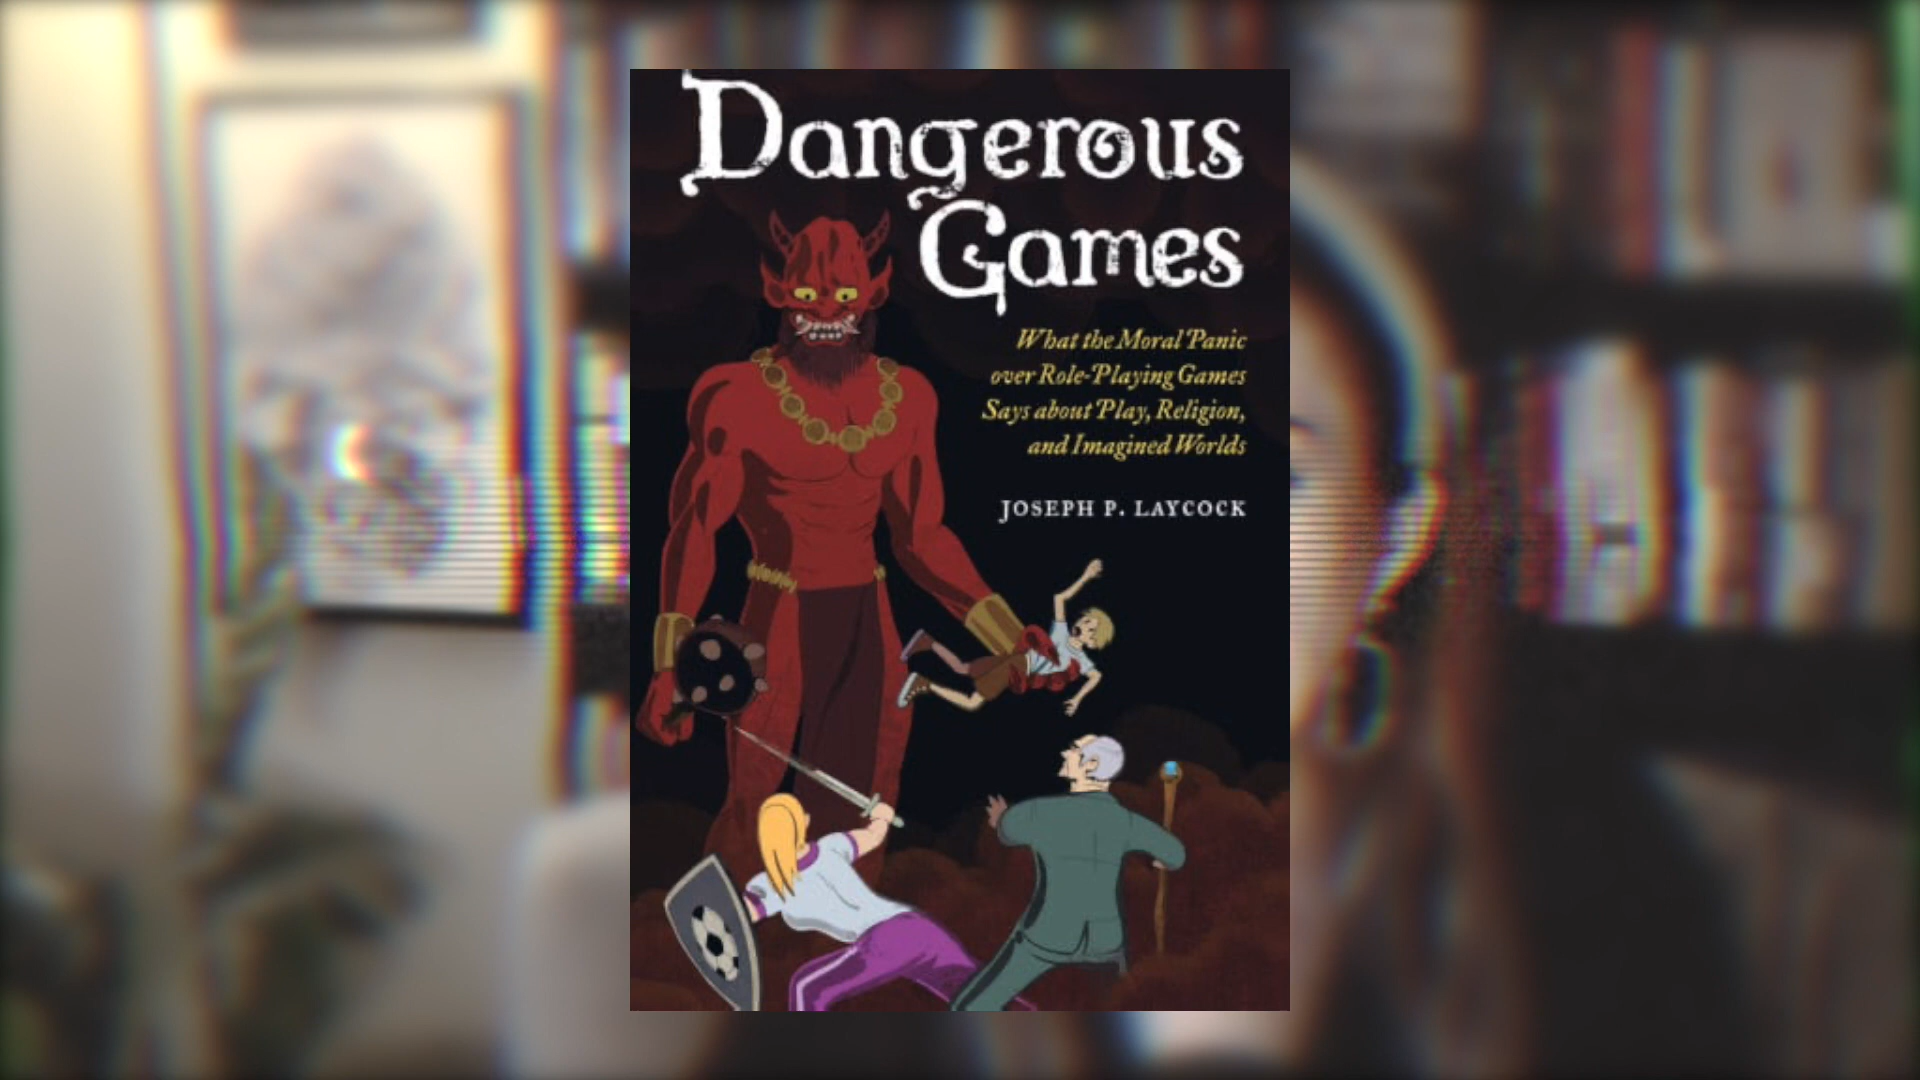 Dangerous
Games
What the Moral Panic
over Role-Playing Games
Says about Play, Religion,
and Imagined Worlds
JOSEPH P. LAYCOCK